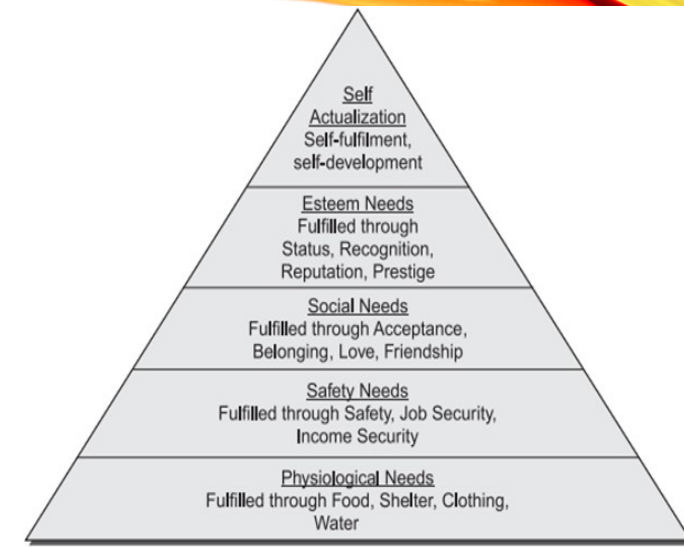 Self
Actualization
Self-fulfilment,
self-development
Esteem Needs
Fulfilled through
Status, Recognition,
Reputation, Prestige
Social Needs
Fulfilled through Acceptance,
Belonging, Love, Friendship
Safety Needs
Fulfilled through Safety, Job Security,
Income Security
Physiological Needs
Fulfilled through Food, Shelter, Clothing,
Water